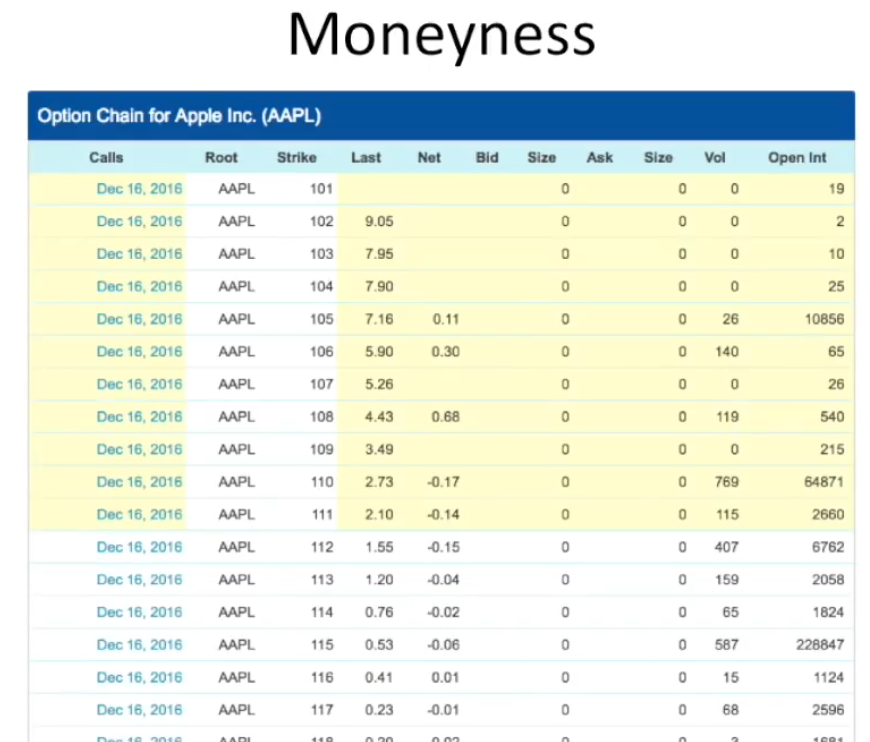 Moneyness
Option Chain for Apple Inc. (AAPL)
Calls Root Strike Last Net Bid Size Ask Size Vol Open Int
Dec 16, 2016 AAPL 101 0 0 0 19
Dec 16, 2016 AAPL 102 9.05 0 0 0 2
Dec 16, 2016 AAPL 103 7.95 0 0 0 10
Dec 16, 2016 AAPL 104 7.90 0 0 0 25
Dec 16, 2016 AAPL 105 7.16 0.11 0 0 26 10856
Dec 16, 2016 AAPL 106 5.90 0.30 0 0 140 65
Dec 16, 2016 AAPL 107 5.26 0 0 0 26
Dec 16, 2016 AAPL 108 4.43 0.68 0 0 119 540
Dec 16, 2016 AAPL 109 3.49 0 0 0 215
Dec 16, 2016 AAPL 110 2.73 -0.17 0 0 769 64871
Dec 16, 2016 AAPL 111 2.10 -0.14 0 0 115 2660
Dec 16, 2016 AAPL 112 1.55 -0.15 0 0 407 6762
Dec 16, 2016 AAPL 113 1.20 -0.04 0 0 159 2058
Dec 16, 2016 AAPL 114 0.76 -0.02 0 0 65 1824
Dec 16, 2016 AAPL 115 0.53 -0.06 0 0 587 228847
Dec 16, 2016 AAPL 116 0.41 0.01 0 0 15 1124
Dec 16, 2016 AAPL 117 0.23 -0.01 0 0 68 2596
Dec 16, 2016 AAPL 118